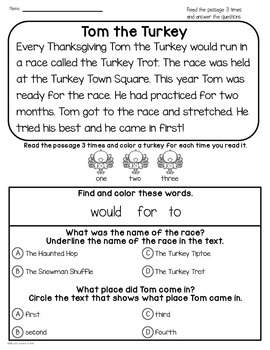 Name:
Read the passage 3 times
and answer the questions.
Tom the Turkey
Every Thanksgiving Tom the Turkey would run in
a race called the Turkey Trot. The race was held
at the Turkey Town Square. This year Tom was
ready for the race. He had practiced for two
months. Tom got to the race and stretched. He
tried his best and he came in first!
Read the passage 3 times and color a turkey for each time you read it.
one two three
Find and color these words.
would for to
What was the name of the race?
Underline the name of the race in the text.
A The Haunted Hop
C The Turkey Tiptoe
B The Snowman Shuffle
D The Turkey Trot
What place did Tom come in?
Circle the text that shows what place Tom came in.
A first
C third
B second
D fourth